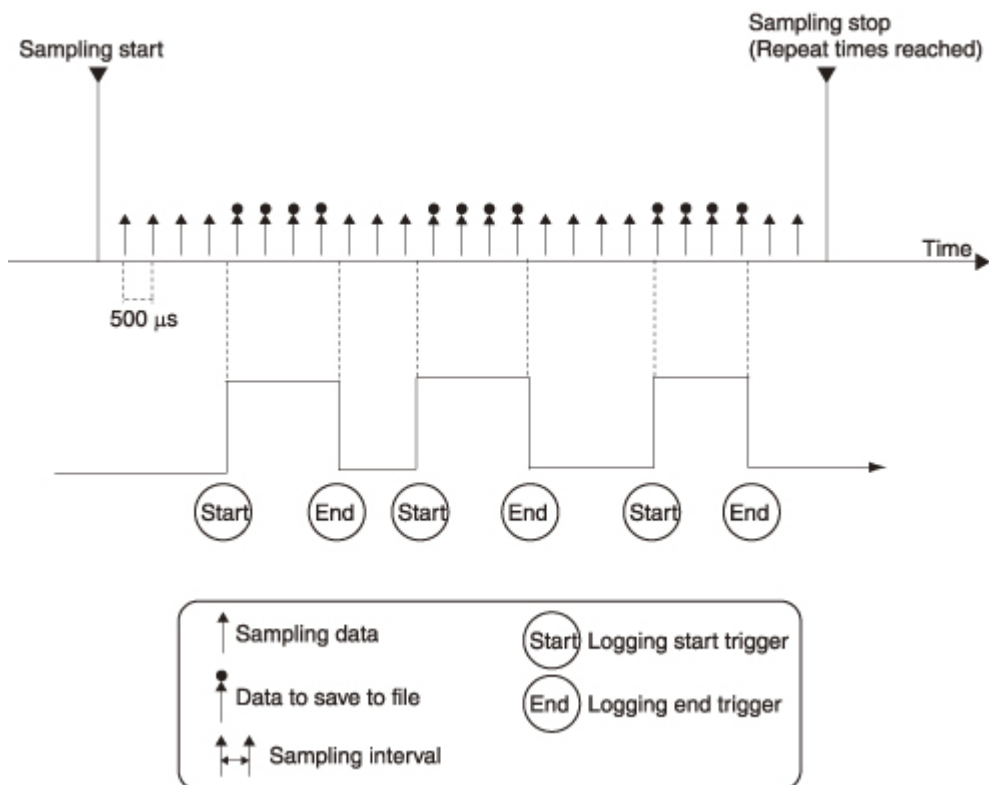 Sampling start
Sampling stop
(Repeat times reached)
Time
500 μs
Start
End
Start
End
Start
End
Sampling data
Start Logging start trigger
Data to save to file
End Logging end trigger
Sampling interval